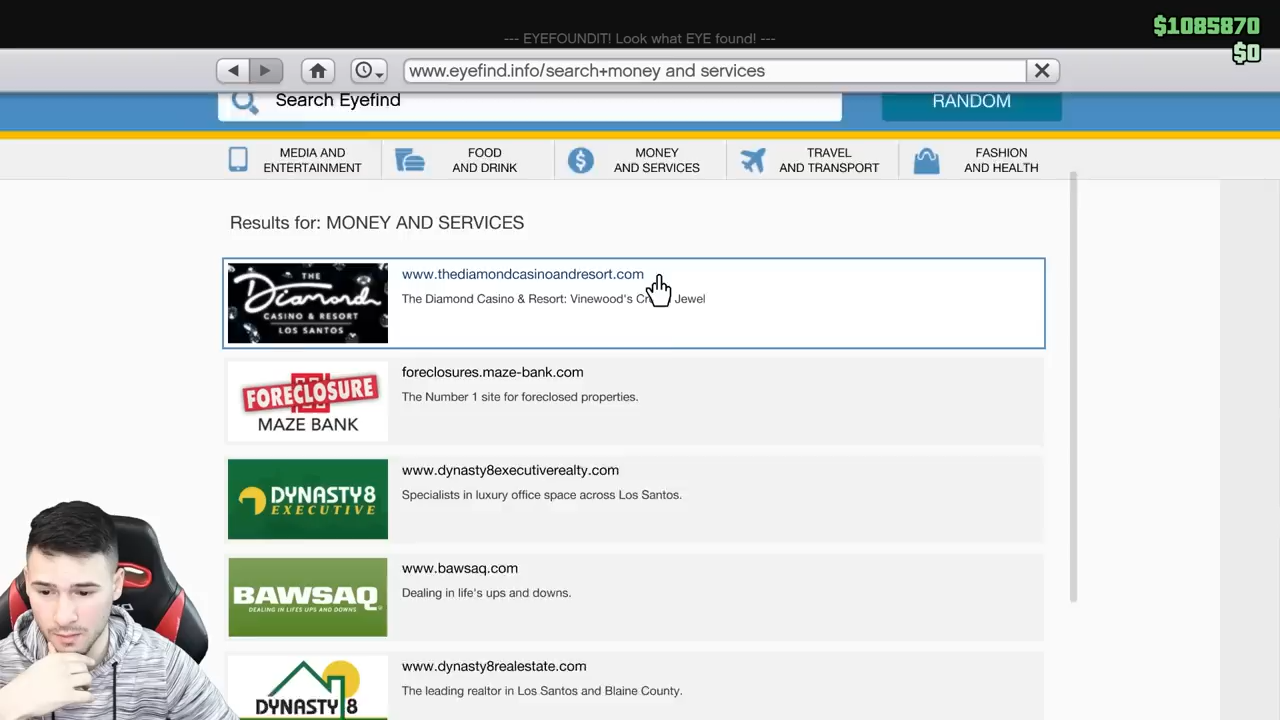 $1085870
--- EYEFOUNDIT! Look what EYE found! ---
$0
www.eyefind.info/search+money and services
Search Eyefind
RANDOM
MEDIA AND
ENTERTAINMENT
FOOD
AND DRINK
MONEY
AND SERVICES
TRAVEL
AND TRANSPORT
FASHION
AND HEALTH
Results for: MONEY AND SERVICES
THE
Diamond
CASINO & RESORT
LOS SANTOS
www.thediamondcasinoandresort.com
The Diamond Casino & Resort: Vinewood's Jewel
FORECLOSURE
MAZE BANK
foreclosures.maze-bank.com
The Number 1 site for foreclosed properties.
DYNASTY8
EXECUTIVE
www.dynasty8executiverealty.com
Specialists in luxury office space across Los Santos.
BAWSAQ
DEALING IN LIFE'S UPS AND DOWNS
www.bawsaq.com
Dealing in life's ups and downs.
DYNASTY 8
www.dynasty8realestate.com
The leading realtor in Los Santos and Blaine County.